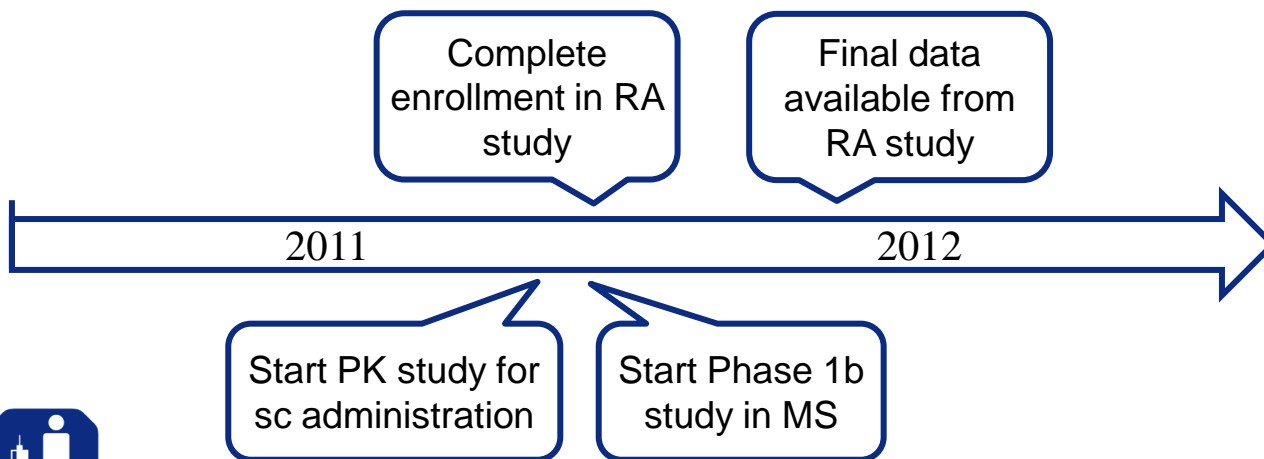 Complete
enrollment in RA
study
Final data
available from
RA study
2011
2012
Start PK study for
sc administration
Start Phase 1b
study in MS